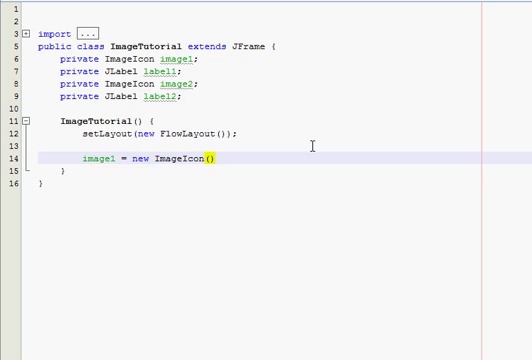 1
2
3 import ...
5 public class ImageTutorial extends JFrame {
6 private ImageIcon image1;
7 private JLabel label1;
8 private ImageIcon image2;
9 private JLabel label2;
10
11 ImageTutorial() {
12 setLayout(new FlowLayout());
13
14 image1 = new ImageIcon()
15 }
16 }